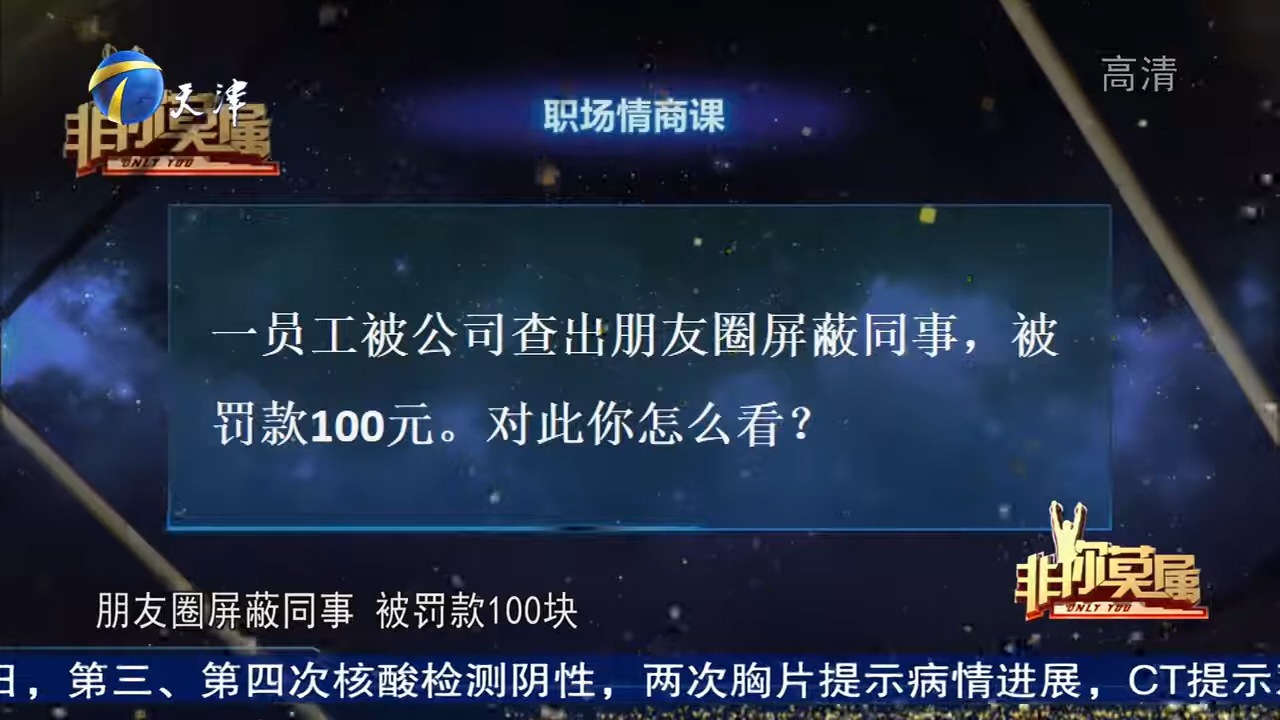 天津
非你莫属
ONLY YOU
高清
职场情商课
一员工被公司查出朋友圈屏蔽同事，被
罚款100元。对此你怎么看？
非你莫属
ONLY YOU
朋友圈屏蔽同事 被罚款100块
日，第三、第四次核酸检测阴性，两次胸片提示病情进展，CT提示